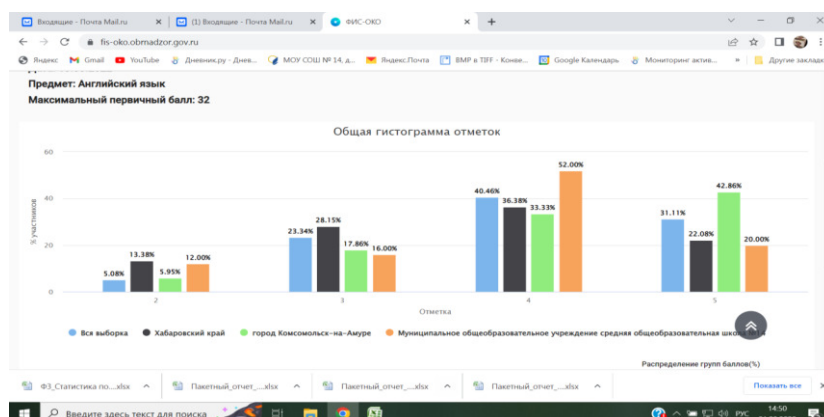 Входящие - Почта Mail.ru
(1) Входящие - Почта Mail.ru
ФИС-ОКО
fis-oko.obrnadzor.gov.ru
Яндекс
Gmail
YouTube
Дневник.ру - Днев...
МОУ СОШ № 14, д...
Яндекс.Почта
BMP в TIFF - Конве...
Google Календарь
Мониторинг актив...
»
Другие закладки
Предмет: Английский язык
Максимальный первичный балл: 32
Общая гистограмма отметок
% участников
60
40
20
0
5.08%
13.38%
5.95%
12.00%
23.34%
28.15%
17.86%
16.00%
40.46%
36.38%
33.33%
52.00%
31.11%
22.08%
42.86%
20.00%
2
3
4
5
Отметка
Вся выборка
Хабаровский край
город Комсомольск-на-Амуре
Муниципальное общеобразовательное учреждение средняя общеобразовательная
Распределение групп баллов(%)
ФЗ_Статистика по....xlsx
Пакетный_отчет_....xlsx
Пакетный_отчет_....xlsx
Пакетный_отчет_....xlsx
Показать все
Введите здесь текст для поиска
РУС
14:50